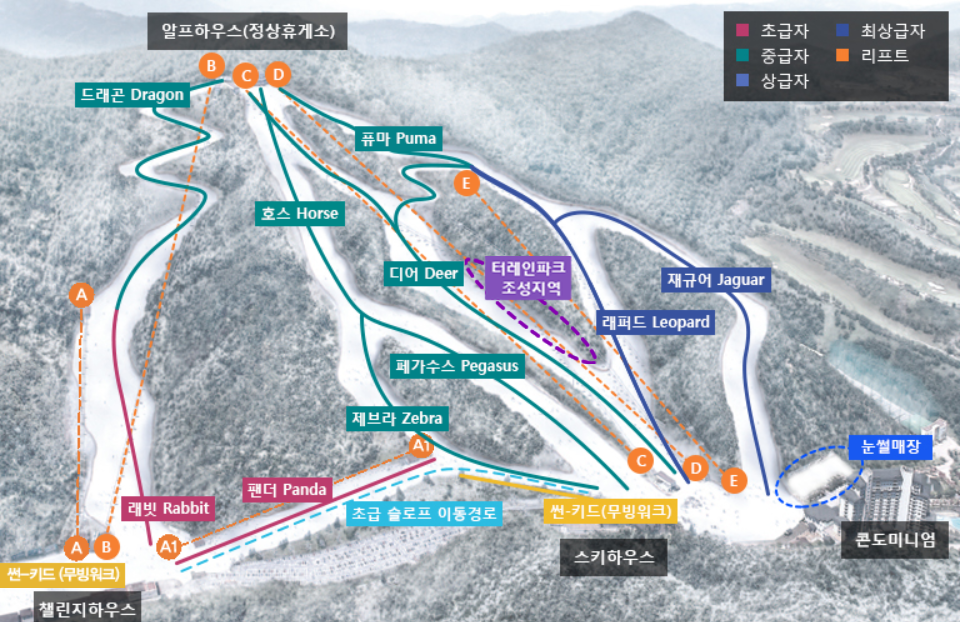 알프하우스(정상휴게소)
초급자
최상급자
중급자
리프트
상급자
B
C
D
드래곤 Dragon
퓨마 Puma
E
호스 Horse
디어 Deer
터레인파크
조성지역
재규어 Jaguar
A
래퍼드 Leopard
페가수스 Pegasus
제브라 Zebra
A1
눈썰매장
C
D
E
팬더 Panda
래빗 Rabbit
초급 슬로프 이동경로
썬-키드(무빙워크)
콘도미니엄
A
B
A1
스키하우스
썬-키드 (무빙워크)
챌린지하우스